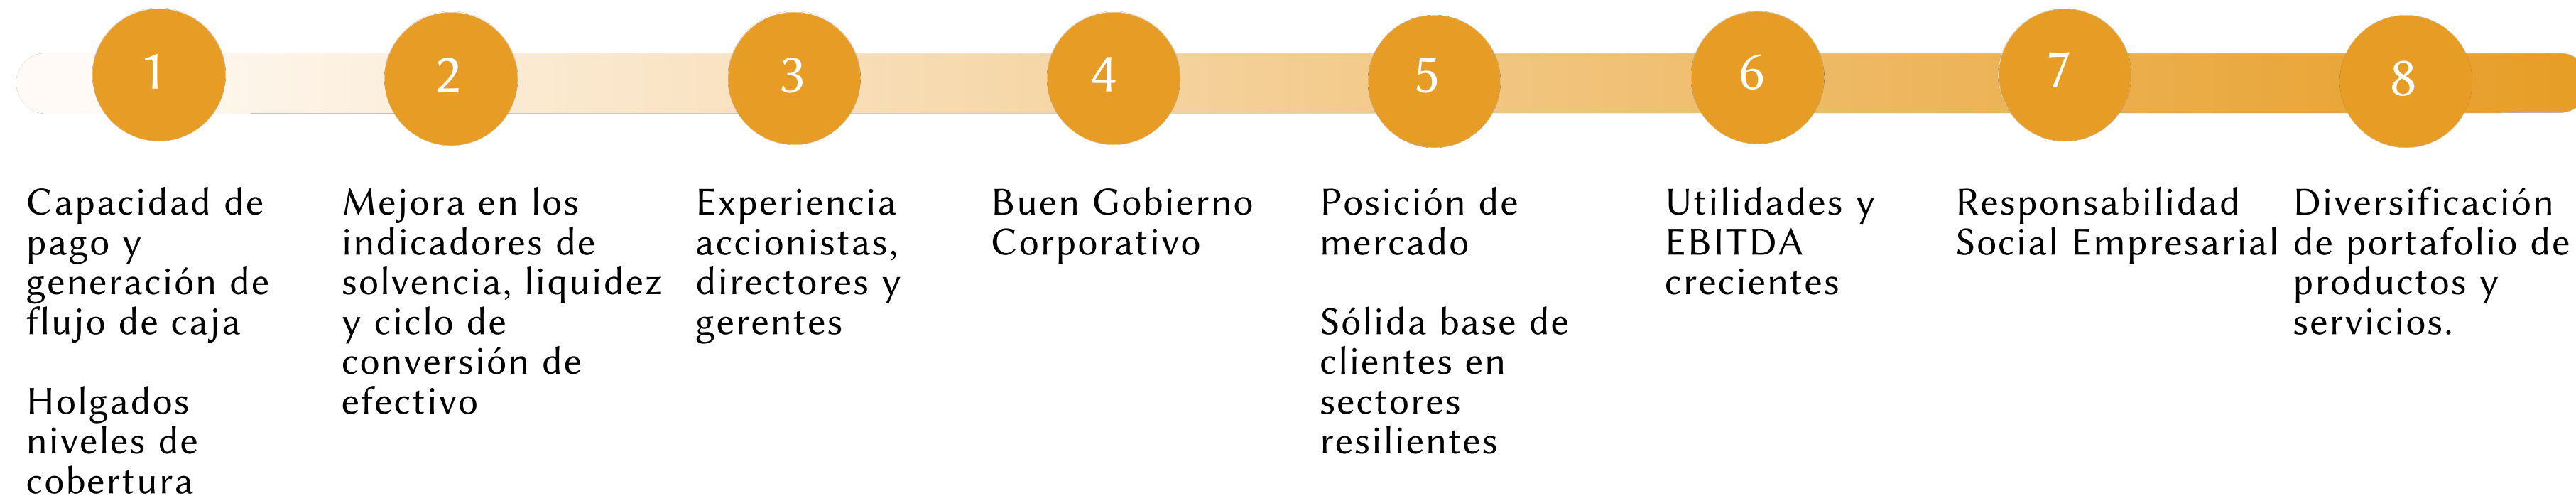 1
Capacidad de
pago y
generación de
flujo de caja
Holgados
niveles de
cobertura
2
Mejora en los
indicadores de
solvencia, liquidez
y ciclo de
conversión de
efectivo
3
Experiencia
accionistas,
directores y
gerentes
4
Buen Gobierno
Corporativo
5
Posición de
mercado
Sólida base de
clientes en
sectores
resilientes
6
Utilidades y
EBITDA
crecientes
7
Responsabilidad
Social Empresarial
8
Diversificación
de portafolio de
productos y
servicios.